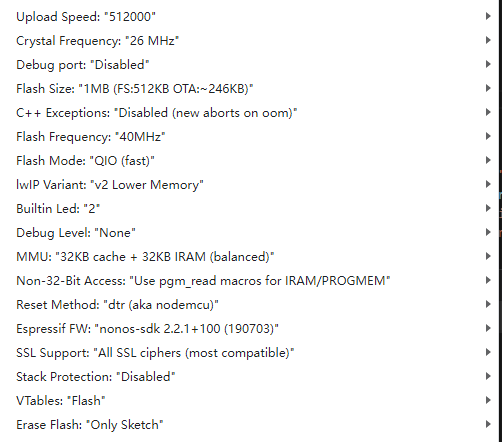 Upload Speed: "512000"
Crystal Frequency: "26 MHz"
Debug port: "Disabled"
Flash Size: "1MB (FS:512KB OTA:~246KB)"
C++ Exceptions: "Disabled (new aborts on oom)"
Flash Frequency: "40MHz"
Flash Mode: "QIO (fast)"
lwIP Variant: "v2 Lower Memory"
Builtin Led: "2"
Debug Level: "None"
MMU: "32KB cache + 32KB IRAM (balanced)"
Non-32-Bit Access: "Use pgm_read macros for IRAM/PROGMEM"
Reset Method: "dtr (aka nodemcu)"
Espressif FW: "nonos-sdk 2.2.1+100 (190703)"
SSL Support: "All SSL ciphers (most compatible)"
Stack Protection: "Disabled"
VTables: "Flash"
Erase Flash: "Only Sketch"